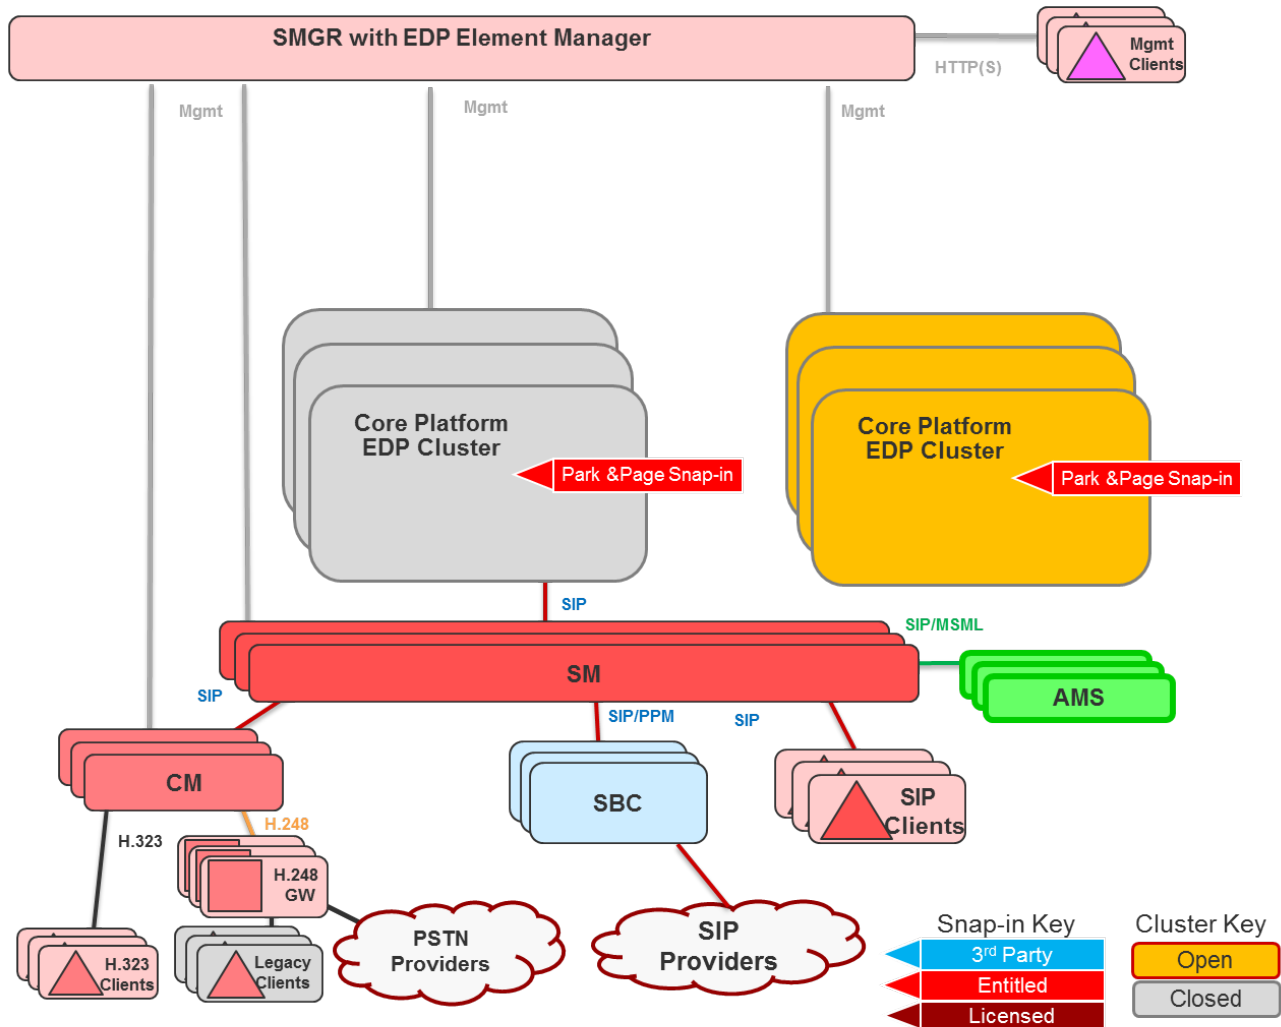 SMGR with EDP Element Manager
Mgmt
Clients
HTTP(S)
Mgmt
Mgmt
Mgmt
Core Platform
EDP Cluster
Park &Page Snap-in
Core Platform
EDP Cluster
Park &Page Snap-in
SIP
SIP/MSML
SM
AMS
SIP
SIP/PPM
SIP
CM
SBC
SIP
Clients
H.323
H.248
H.248
GW
H.323
Clients
Legacy
Clients
PSTN
Providers
SIP
Providers
Snap-in Key
3rd Party
Entitled
Licensed
Cluster Key
Open
Closed